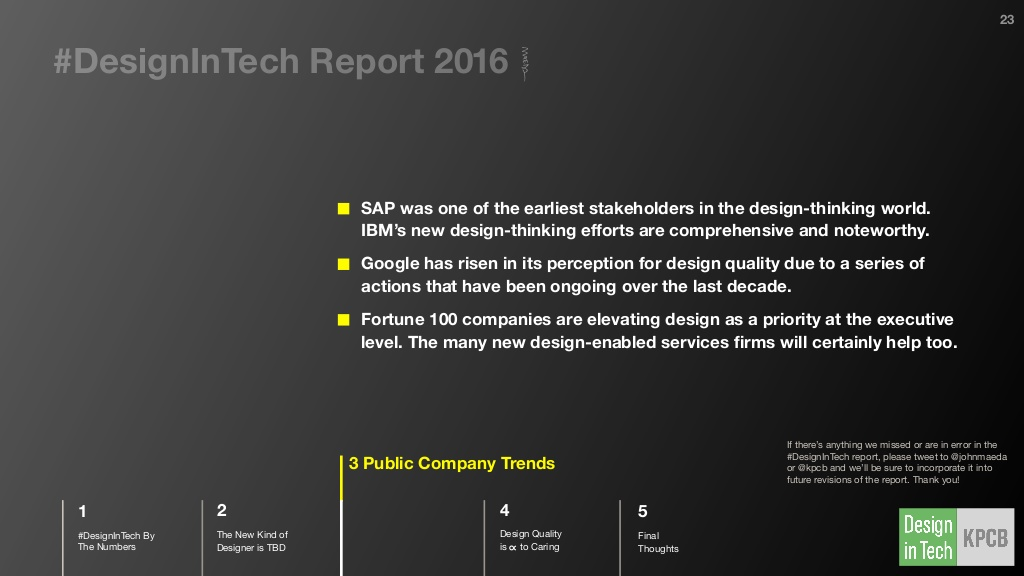 23
#DesignInTech Report 2016
SAP was one of the earliest stakeholders in the design-thinking world.
IBM’s new design-thinking efforts are comprehensive and noteworthy.
Google has risen in its perception for design quality due to a series of
actions that have been ongoing over the last decade.
Fortune 100 companies are elevating design as a priority at the executive
level. The many new design-enabled services firms will certainly help too.
If there’s anything we missed or are in error in the
#DesignInTech report, please tweet to @johnmaeda
or @kpcb and we’ll be sure to incorporate it into
future revisions of the report. Thank you!
3 Public Company Trends
1
#DesignInTech By
The Numbers
2
The New Kind of
Designer is TBD
4
Design Quality
is ∝ to Caring
5
Final
Thoughts
Design
in Tech
KPCB